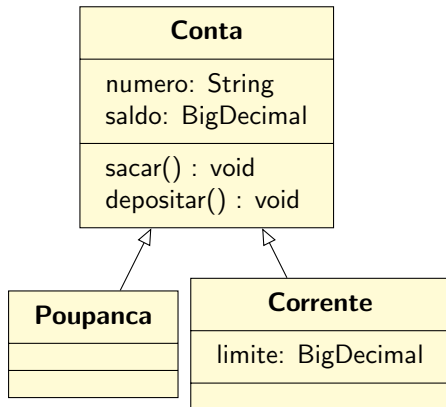 Conta
numero: String
saldo: BigDecimal
sacar() : void
depositar() : void
Poupanca
Corrente
limite: BigDecimal